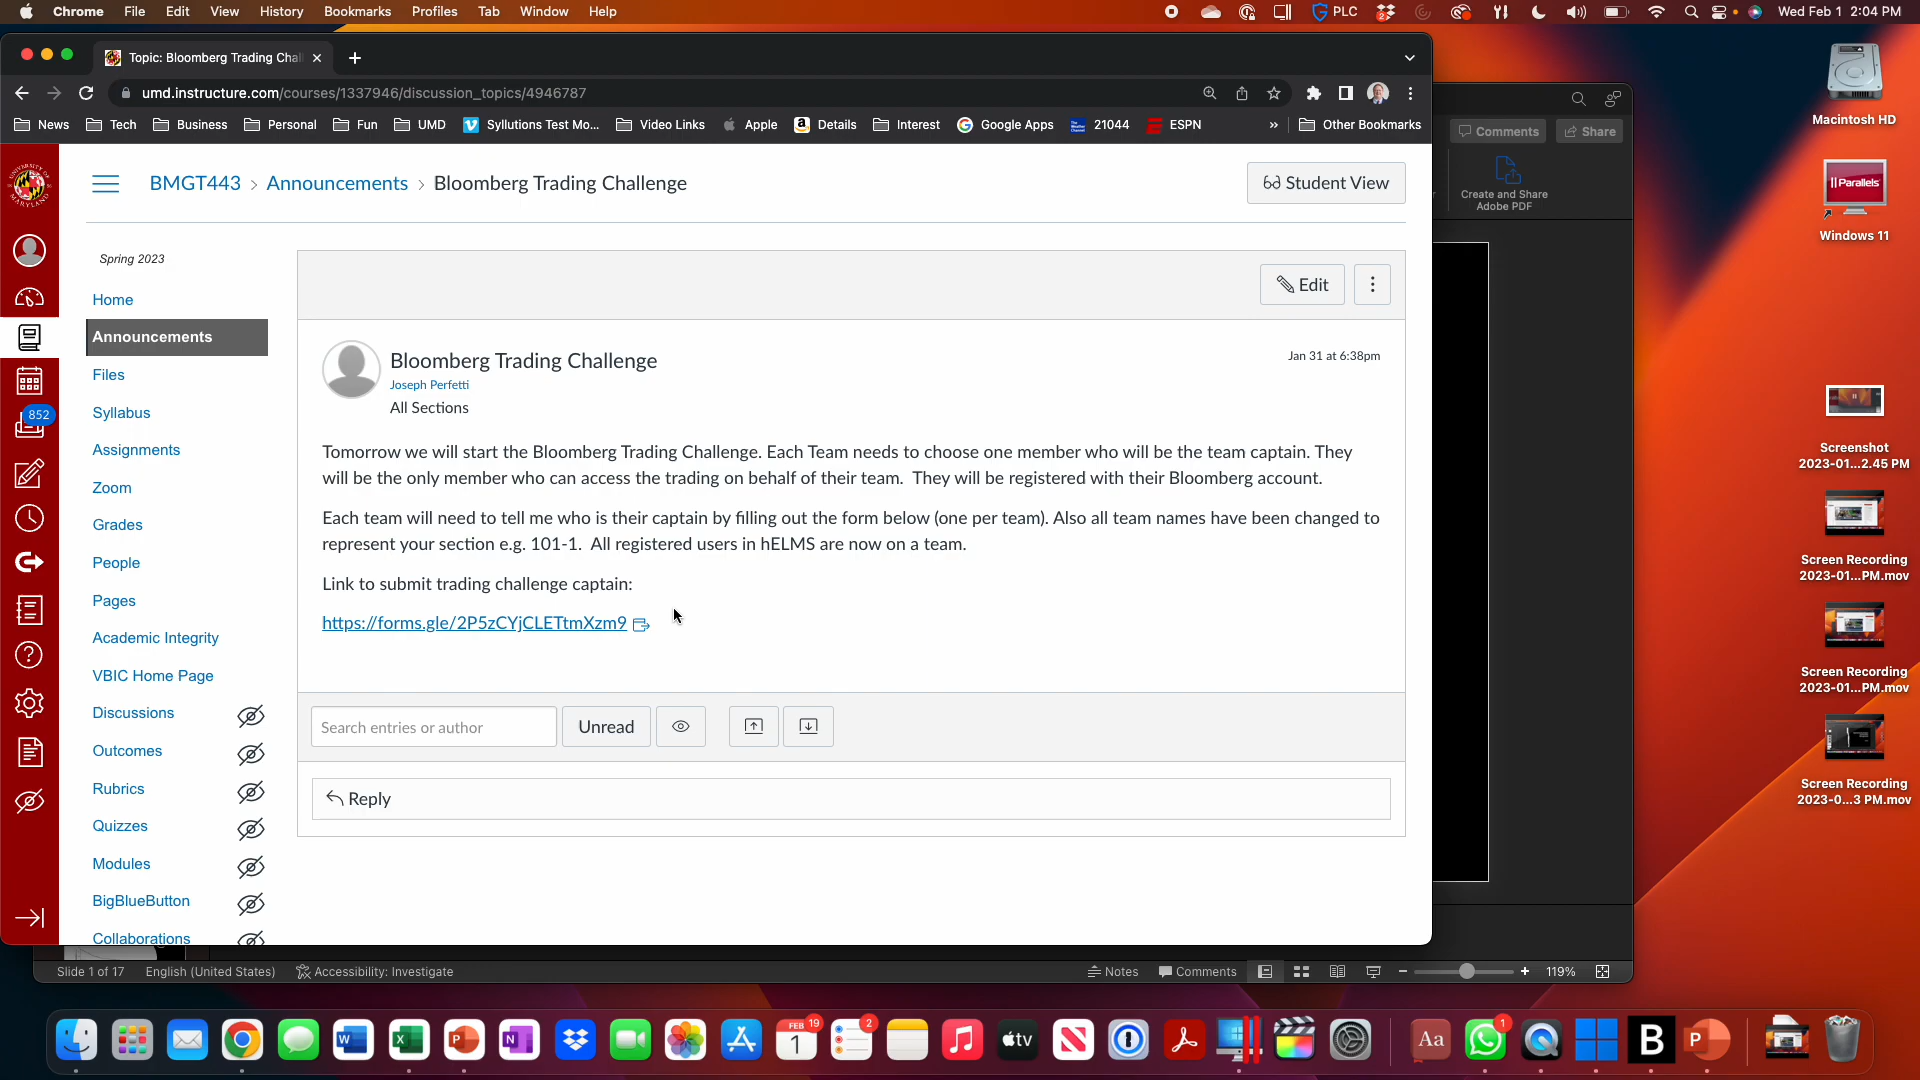 Chrome File Edit View History Bookmarks Profiles Tab Window Help
PLC
Wed Feb 1 2:04 PM
Topic: Bloomberg Trading Chal
umd.instructure.com/courses/1337946/discussion_topics/4946787
News Tech Business Personal Fun UMD Syllutions Test Mo... Video Links Apple Details Interest Google Apps 21044 ESPN » Other Bookmarks
BMGT443 > Announcements > Bloomberg Trading Challenge
Student View
Comments Share
Create and Share
Adobe PDF
Spring 2023
Home
Announcements
Files
Syllabus
Assignments
Zoom
Grades
People
Pages
Academic Integrity
VBIC Home Page
Discussions
Outcomes
Rubrics
Quizzes
Modules
BigBlueButton
Collaborations
852
Edit
Bloomberg Trading Challenge
Jan 31 at 6:38pm
Joseph Perfetti
All Sections
Tomorrow we will start the Bloomberg Trading Challenge. Each Team needs to choose one member who will be the team captain. They
will be the only member who can access the trading on behalf of their team. They will be registered with their Bloomberg account.
Each team will need to tell me who is their captain by filling out the form below (one per team). Also all team names have been changed to
represent your section e.g. 101-1. All registered users in hELMS are now on a team.
Link to submit trading challenge captain:
https://forms.gle/2P5zCYjCLETtmXzm9
Search entries or author
Unread
Reply
Macintosh HD
Parallels
Windows 11
Screenshot
2023-01...2.45 PM
Screen Recording
2023-01...PM.mov
Screen Recording
2023-01...PM.mov
Screen Recording
2023-0...3 PM.mov
Slide 1 of 17 English (United States) Accessibility: Investigate
Notes Comments 119%
FEB 19
1
2
tv
Aa
1
B